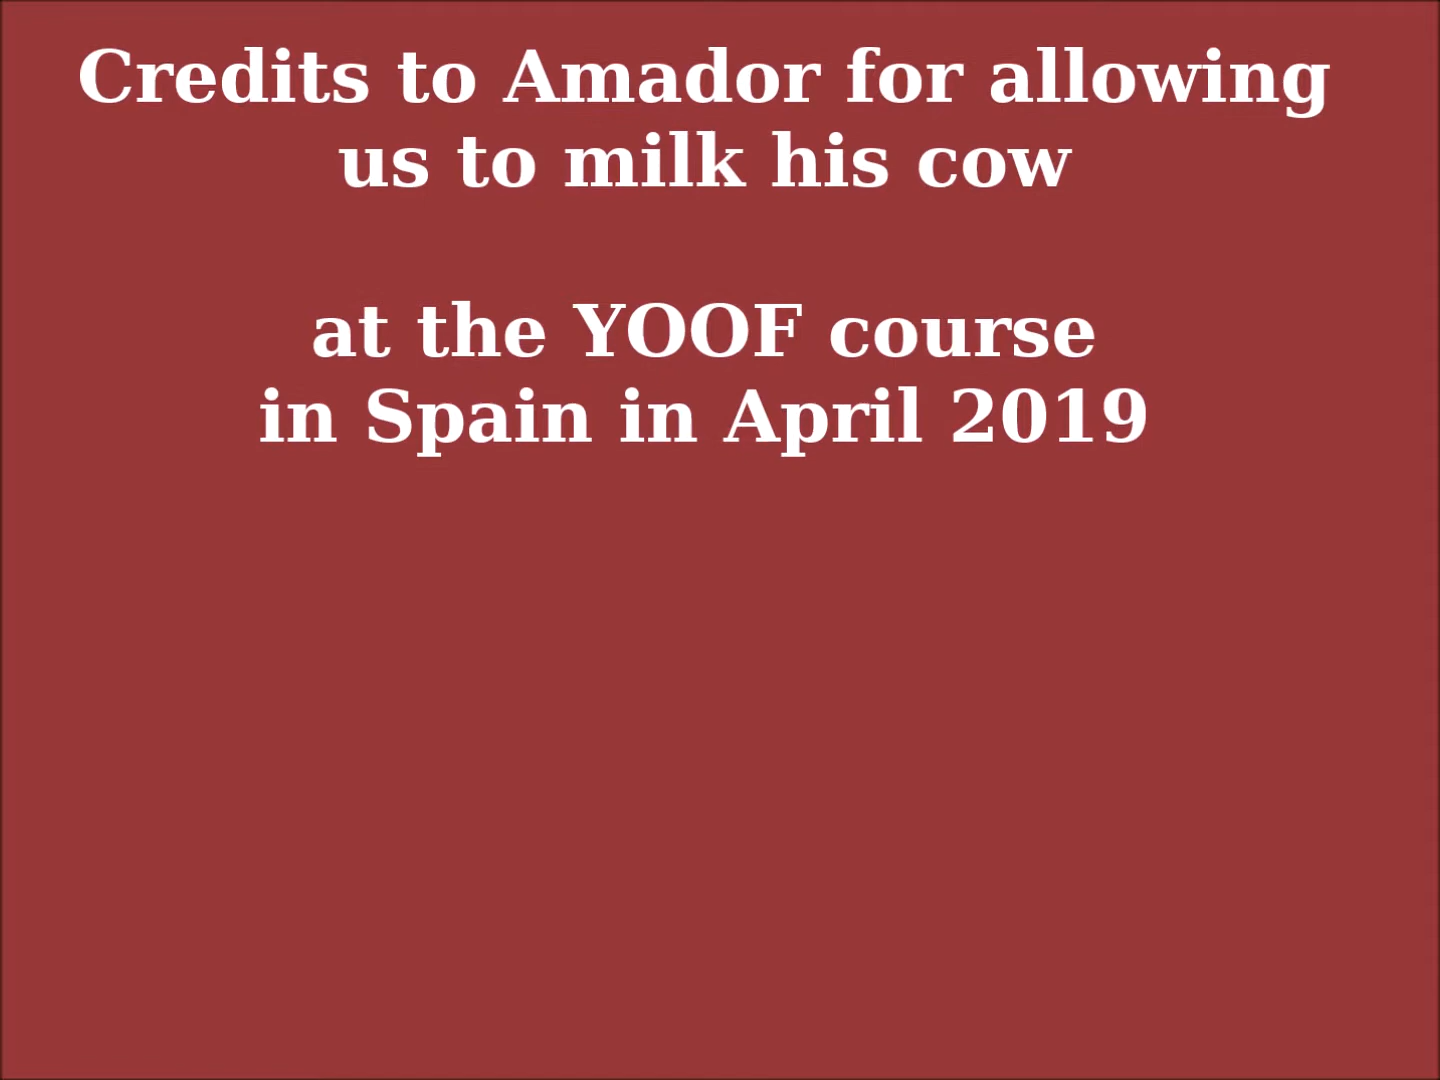 Credits to Amador for allowing
us to milk his cow
at the YOOF course
in Spain in April 2019